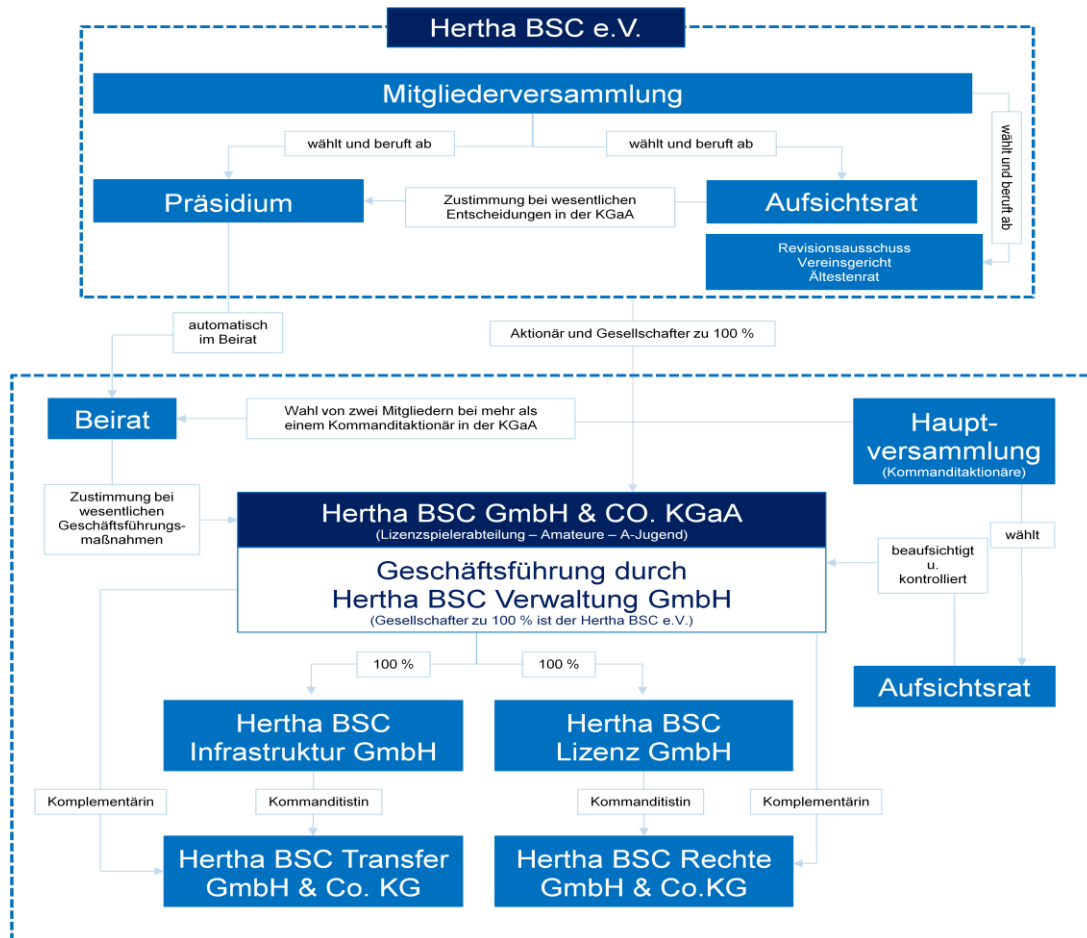 Hertha BSC e.V.
Mitgliederversammlung
wählt und beruft ab
wählt und beruft ab
wählt und beruft ab
Präsidium
Zustimmung bei wesentlichen
Entscheidungen in der KGaA
Aufsichtsrat
Revisionsausschuss
Vereinsgericht
Ältestenrat
automatisch
im Beirat
Aktionär und Gesellschafter zu 100 %
Beirat
Wahl von zwei Mitgliedern bei mehr als
einem Kommanditaktionär in der KGaA
Haupt-
versammlung
(Kommanditaktionäre)
Zustimmung bei
wesentlichen
Geschäftsführungs-
maßnahmen
Hertha BSC GmbH & CO. KGaA
(Lizenzspielerabteilung – Amateure – A-Jugend)
wählt
beaufsichtigt
u.
kontrolliert
Geschäftsführung durch
Hertha BSC Verwaltung GmbH
(Gesellschafter zu 100 % ist der Hertha BSC e.V.)
100 %
100 %
Aufsichtsrat
Hertha BSC
Infrastruktur GmbH
Hertha BSC
Lizenz GmbH
Komplementärin
Kommanditistin
Kommanditistin
Komplementärin
Hertha BSC Transfer
GmbH & Co. KG
Hertha BSC Rechte
GmbH & Co.KG